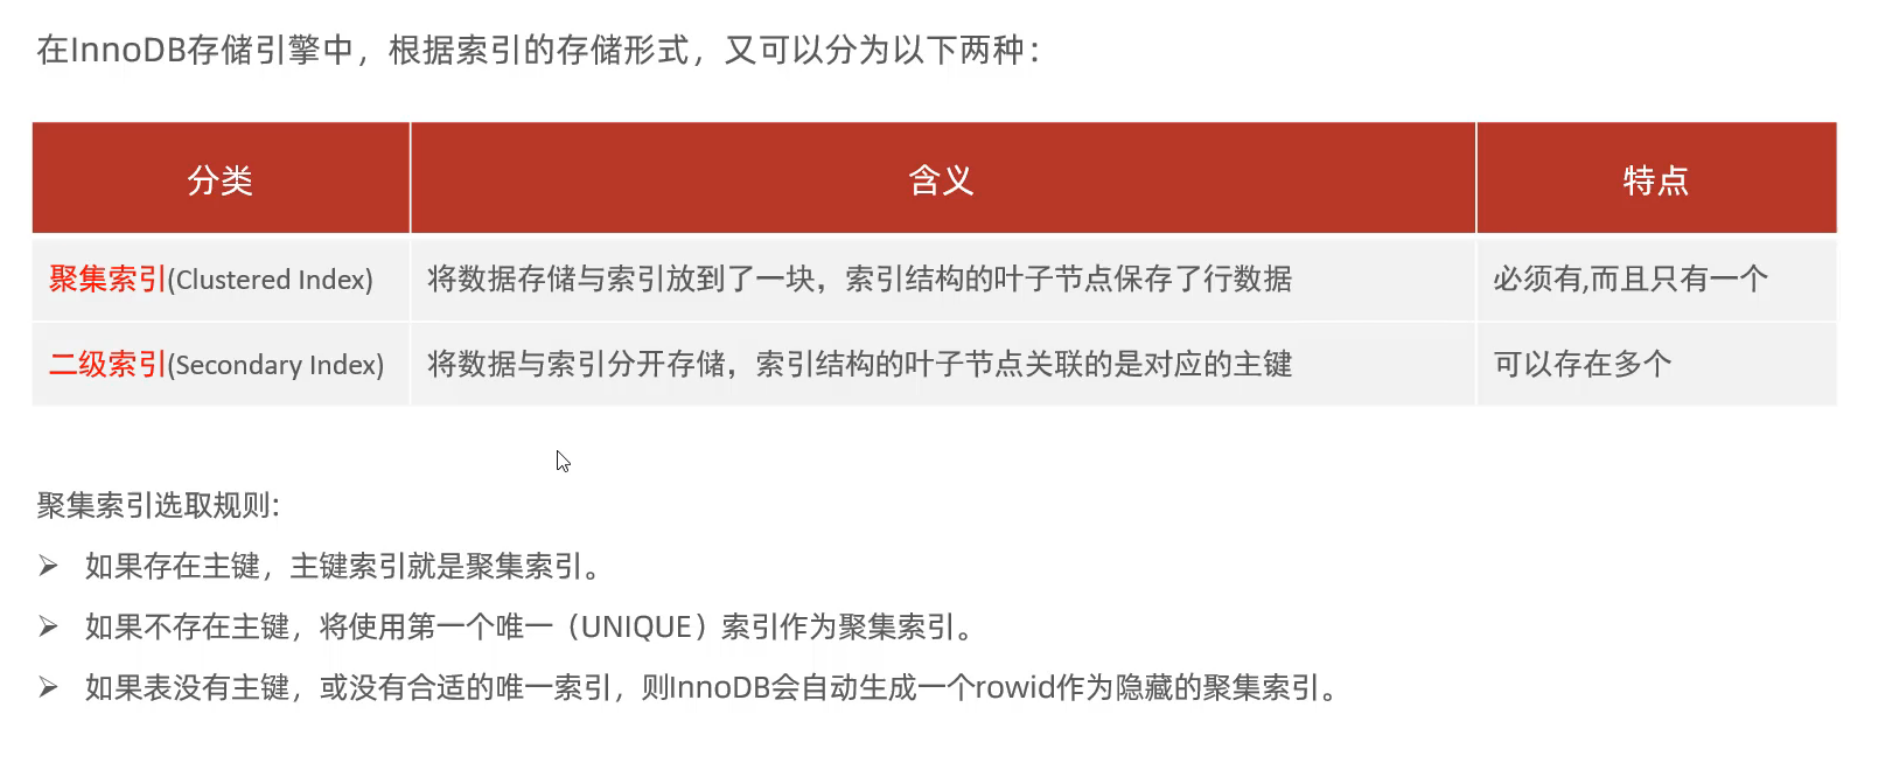 在InnoDB存储引擎中，根据索引的存储形式，又可以分为以下两种：
分类 含义 特点
聚集索引(Clustered Index) 将数据存储与索引放到了一块，索引结构的叶子节点保存了行数据 必须有,而且只有一个
二级索引(Secondary Index) 将数据与索引分开存储，索引结构的叶子节点关联的是对应的主键 可以存在多个
聚集索引选取规则:
➢ 如果存在主键，主键索引就是聚集索引。
➢ 如果不存在主键，将使用第一个唯一（UNIQUE）索引作为聚集索引。
➢ 如果表没有主键，或没有合适的唯一索引，则InnoDB会自动生成一个rowid作为隐藏的聚集索引。